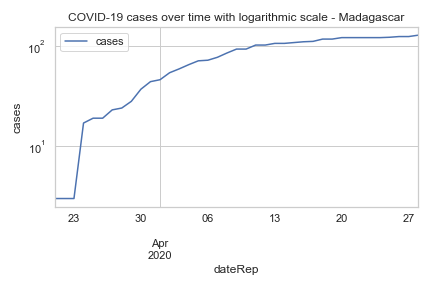 COVID-19 cases over time with logarithmic scale - Madagascar
cases
10²
10¹
cases
23
30
06
13
20
27
Apr
2020
dateRep